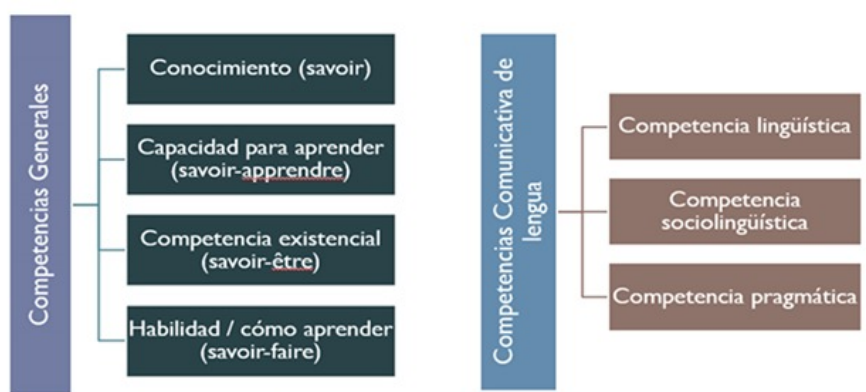 Competencias Generales
Conocimiento (savoir)
Capacidad para aprender
(savoir-apprendre)
Competencia existencial
(savoir-être)
Habilidad / cómo aprender
(savoir-faire)
Competencias Comunicativa de
lengua
Competencia lingüística
Competencia
sociolingüística
Competencia pragmática